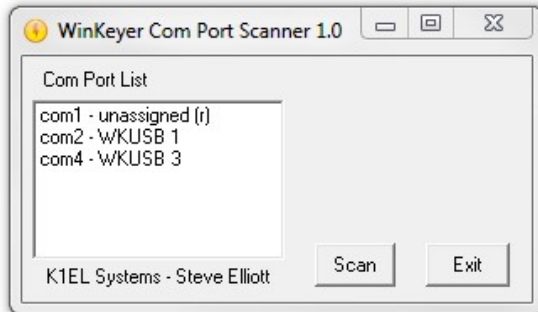 WinKeyer Com Port Scanner 1.0
Com Port List
com1 - unassigned (r)
com2 - WKUSB 1
com4 - WKUSB 3
K1EL Systems - Steve Elliott
Scan
Exit